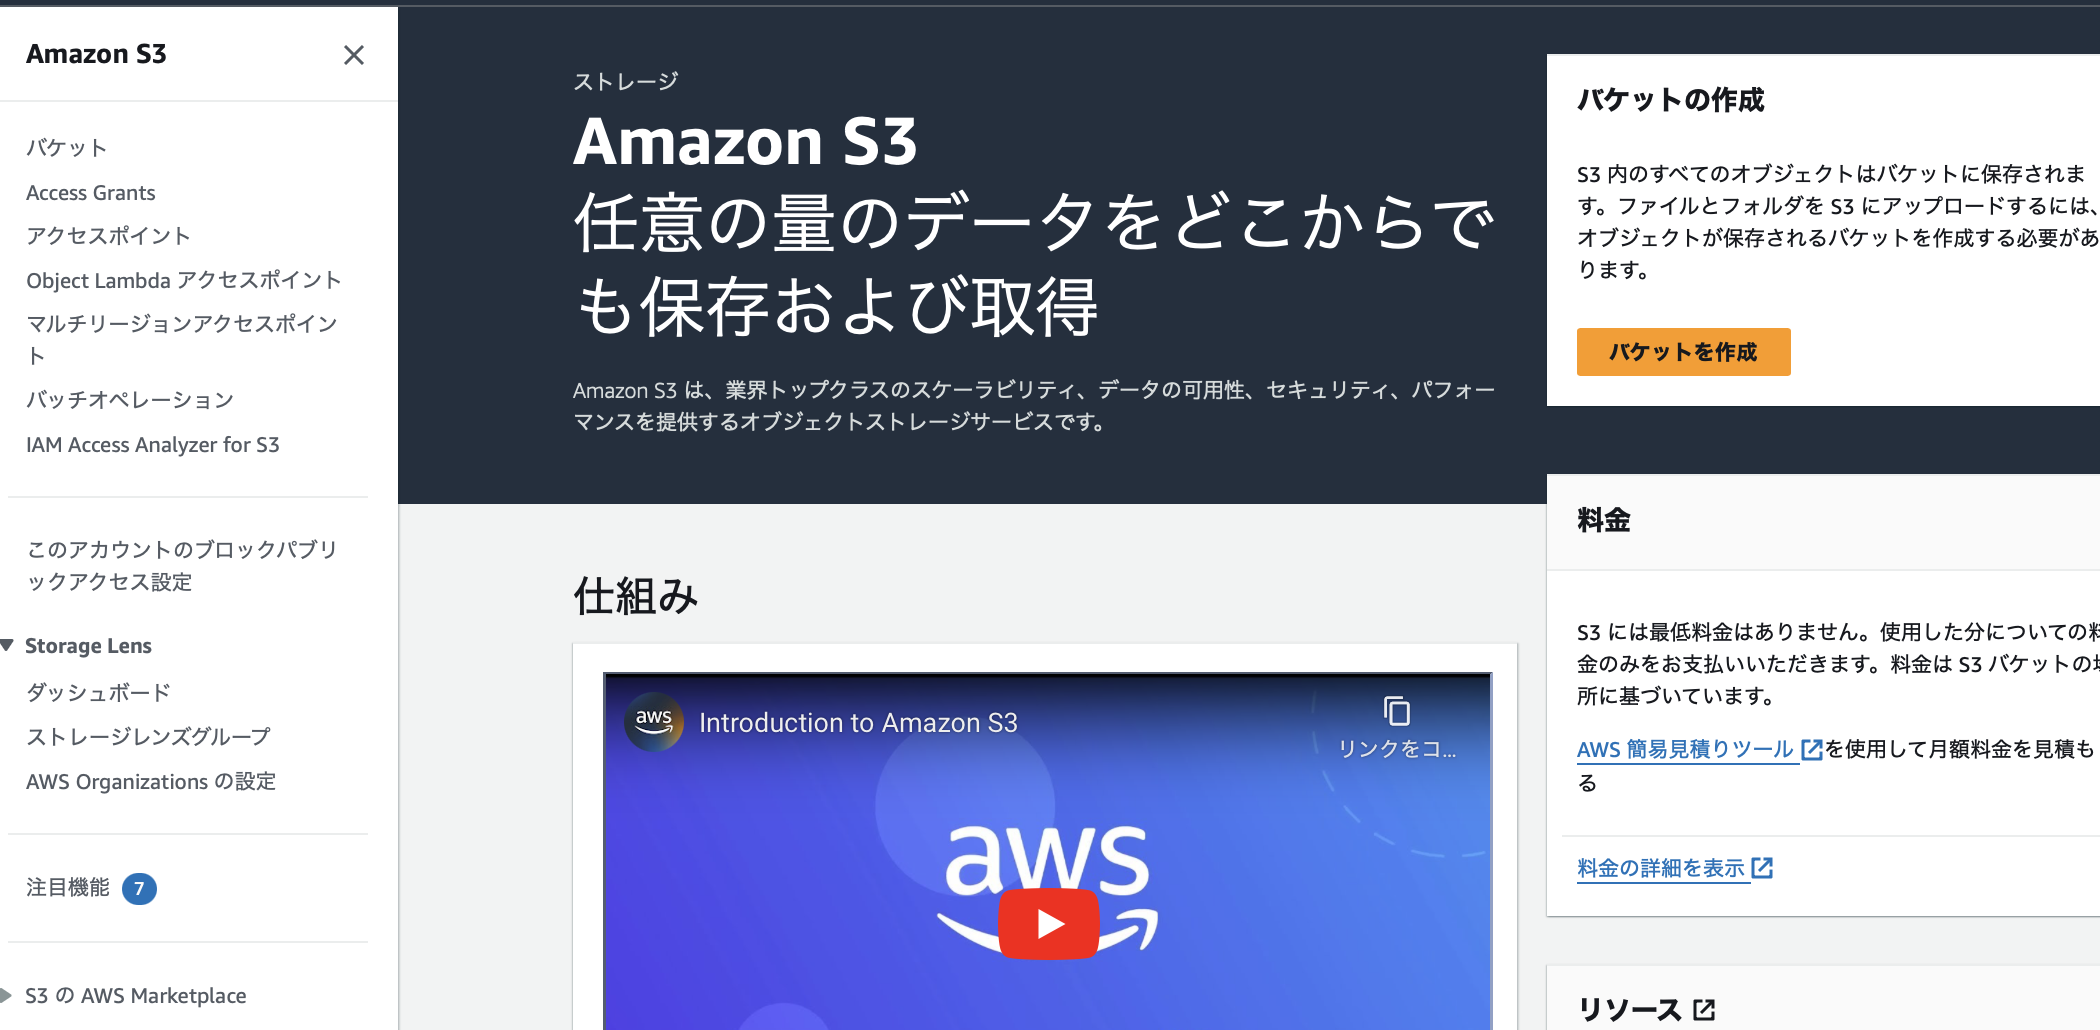 Amazon S3
バケット
Access Grants
アクセスポイント
Object Lambda アクセスポイント
マルチリージョンアクセスポイン
ト
バッチオペレーション
IAM Access Analyzer for S3
このアカウントのブロックパブリ
ックアクセス設定
Storage Lens
ダッシュボード
ストレージレンズグループ
AWS Organizations の設定
注目機能 7
S3 の AWS Marketplace
ストレージ
Amazon S3
任意の量のデータをどこからで
も保存および取得
Amazon S3 は、業界トップクラスのスケーラビリティ、データの可用性、セキュリティ、パフォー
マンスを提供するオブジェクトストレージサービスです。
仕組み
aws
Introduction to Amazon S3
リンクをコ...
aws
バケットの作成
S3 内のすべてのオブジェクトはバケットに保存されま
す。ファイルとフォルダを S3 にアップロードするには、
オブジェクトが保存されるバケットを作成する必要があ
ります。
バケットを作成
料金
S3 には最低料金はありません。使用した分についての料
金のみをお支払いいただきます。料金は S3 バケットの場
所に基づいています。
AWS 簡易見積りツール を使用して月額料金を見積も
る
料金の詳細を表示
リソース